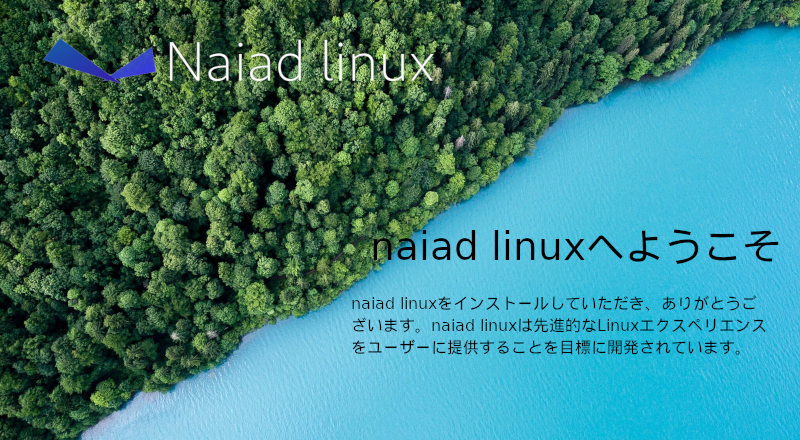 Naiad linux
naiad linuxへようこそ
naiad linuxをインストールしていただき、ありがとうご
ざいます。naiad linuxは先進的なLinuxエクスペリエンス
をユーザーに提供することを目標に開発されています。